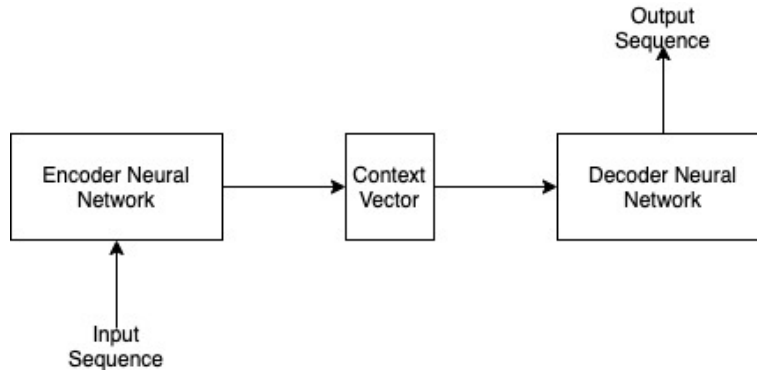 Output
Sequence
Encoder Neural
Network
Context
Vector
Decoder Neural
Network
Input
Sequence